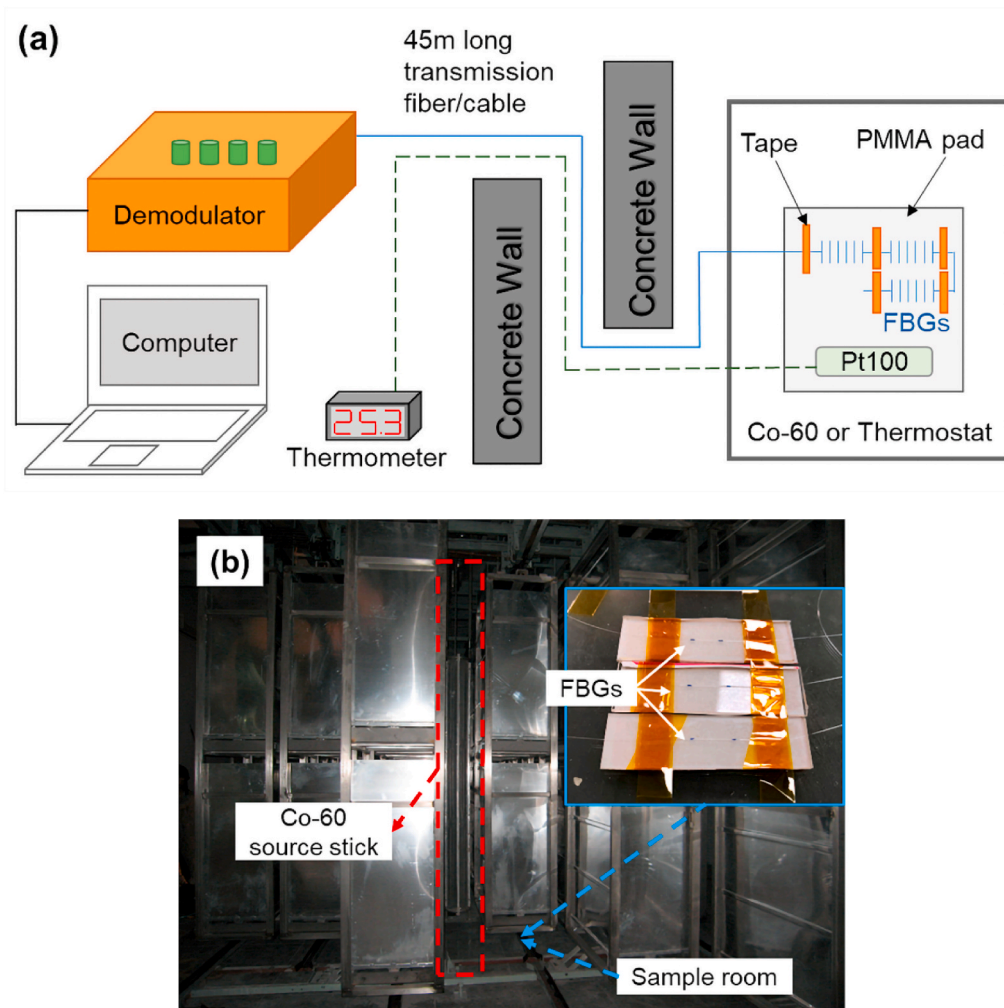 (a)
45m long
transmission
fiber/cable
Demodulator
Computer
25.3
Thermometer
Concrete Wall
Concrete Wall
Tape
PMMA pad
FBGs
Pt100
Co-60 or Thermostat
(b)
FBGs
Co-60
source stick
Sample room